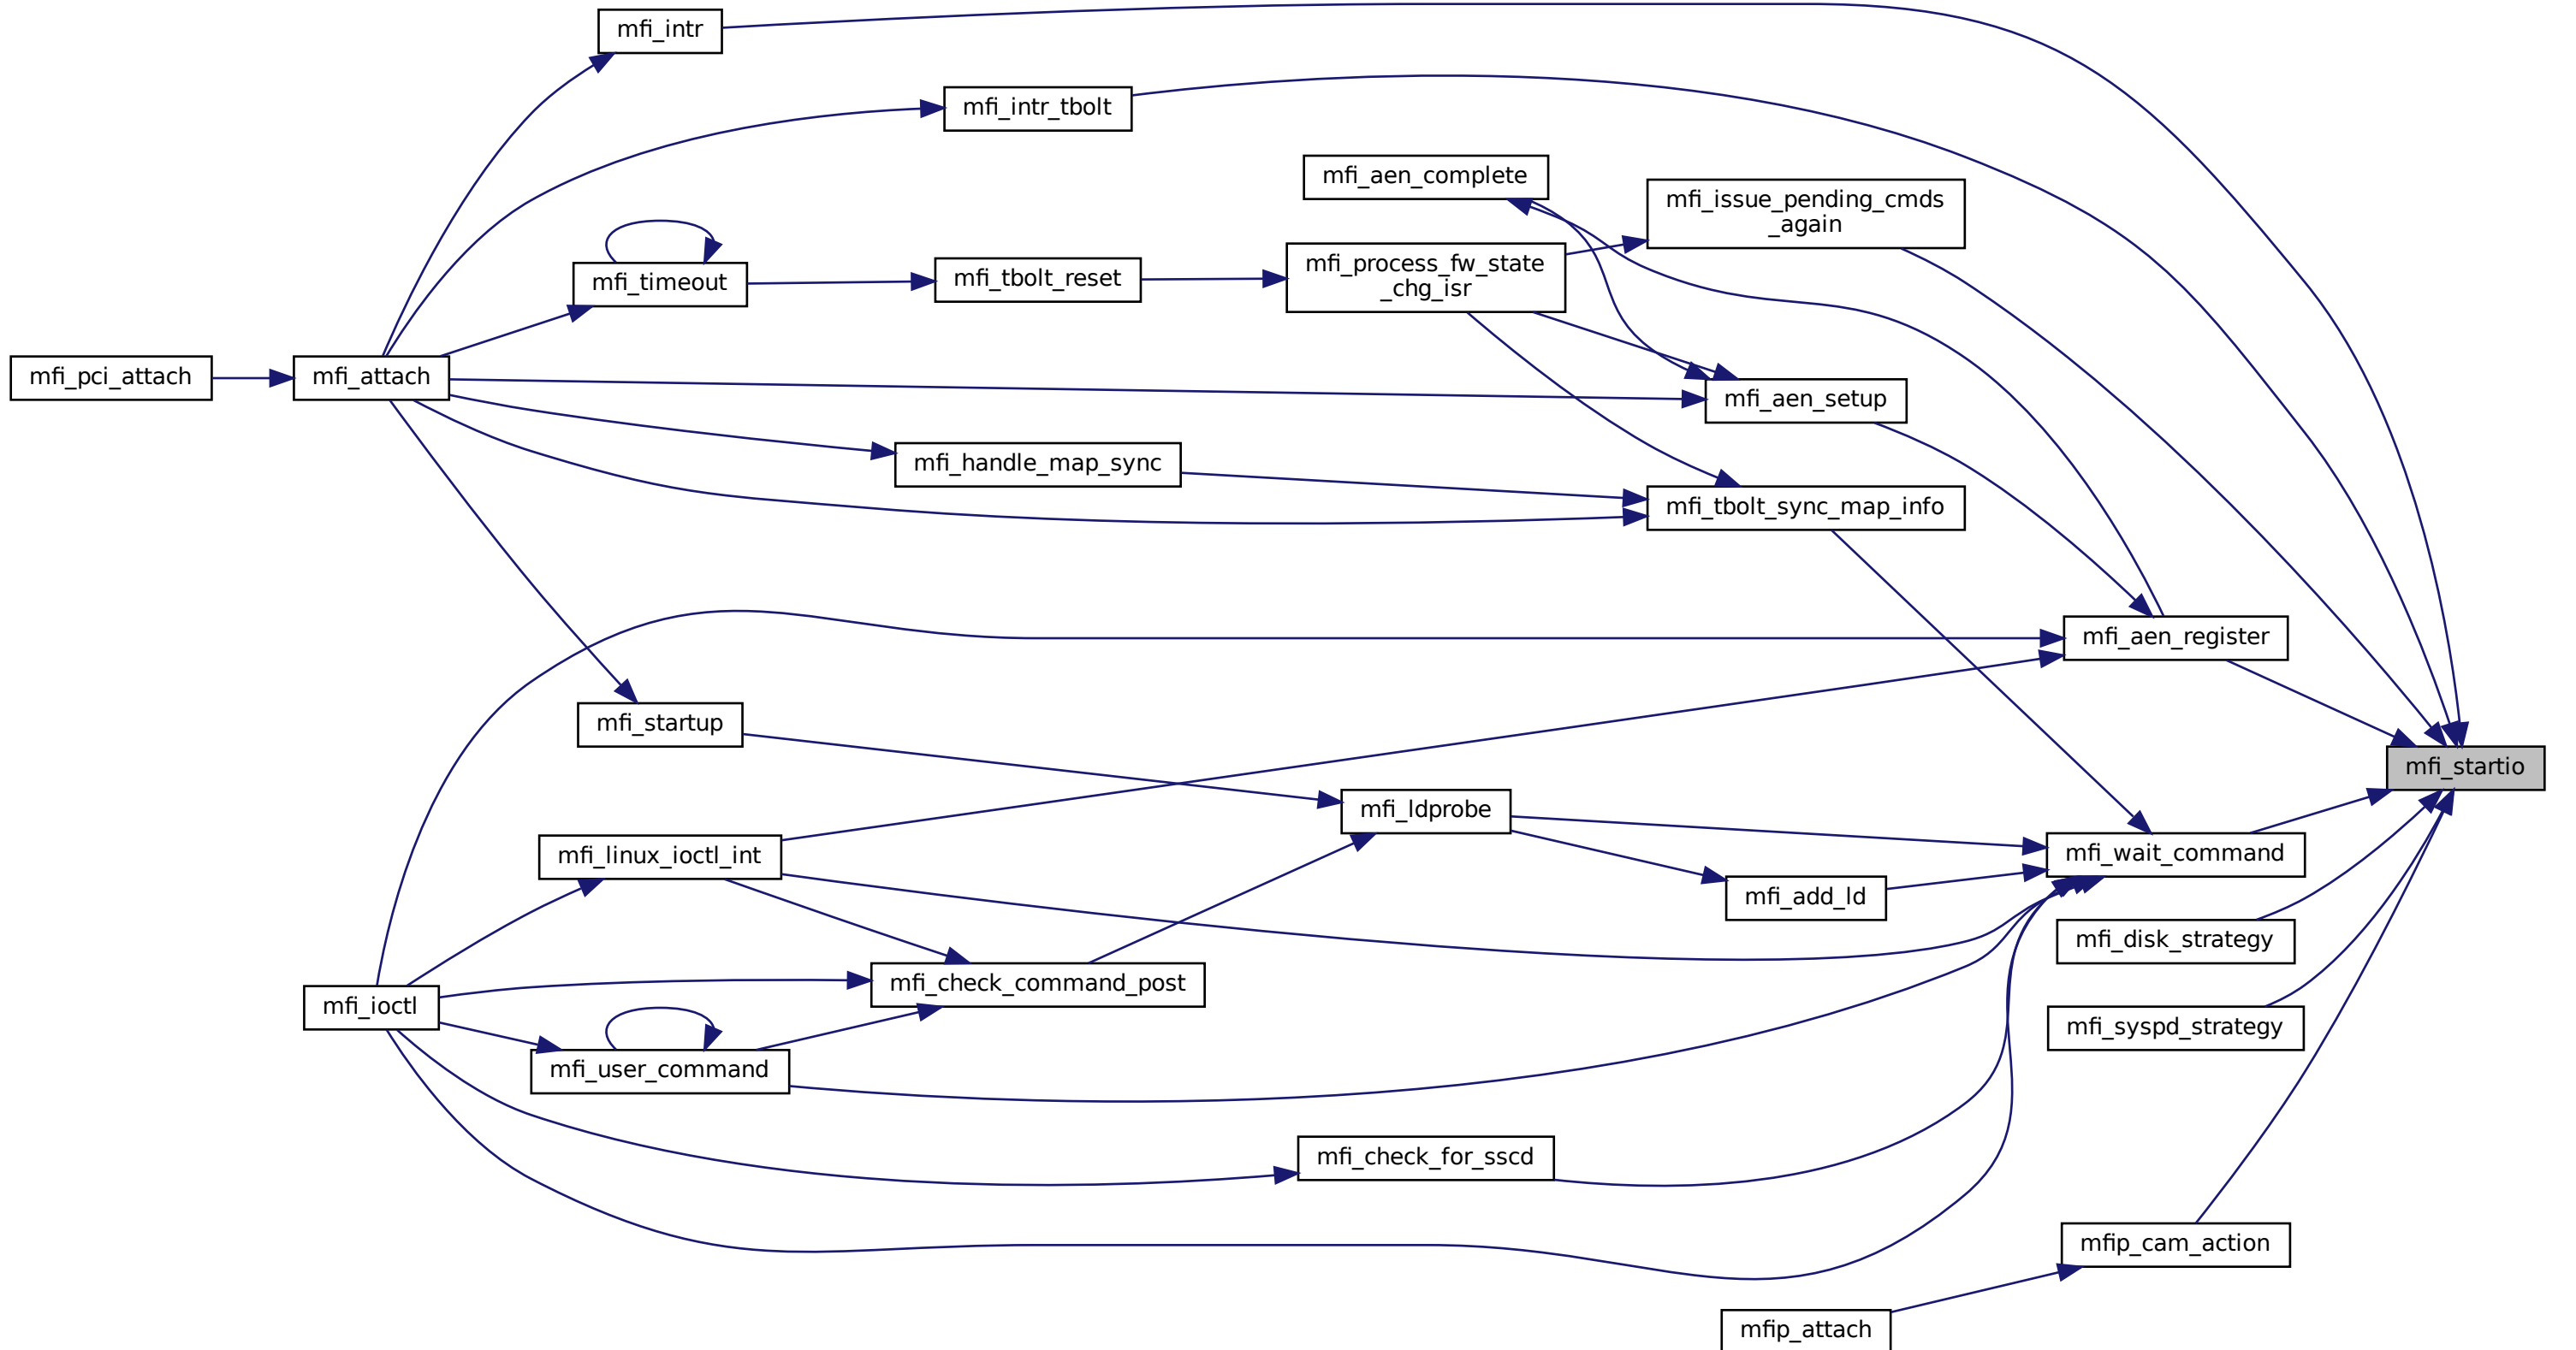 mfi_intr
mfi_intr_tbolt
mfi_aen_complete
mfi_issue_pending_cmds
_again
mfi_timeout
mfi_tbolt_reset
mfi_process_fw_state
_chg_isr
mfi_pci_attach
mfi_attach
mfi_aen_setup
mfi_handle_map_sync
mfi_tbolt_sync_map_info
mfi_aen_register
mfi_startup
mfi_startio
mfi_ldprobe
mfi_linux_ioctl_int
mfi_wait_command
mfi_add_ld
mfi_disk_strategy
mfi_check_command_post
mfi_ioctl
mfi_syspd_strategy
mfi_user_command
mfi_check_for_sscd
mfip_cam_action
mfip_attach